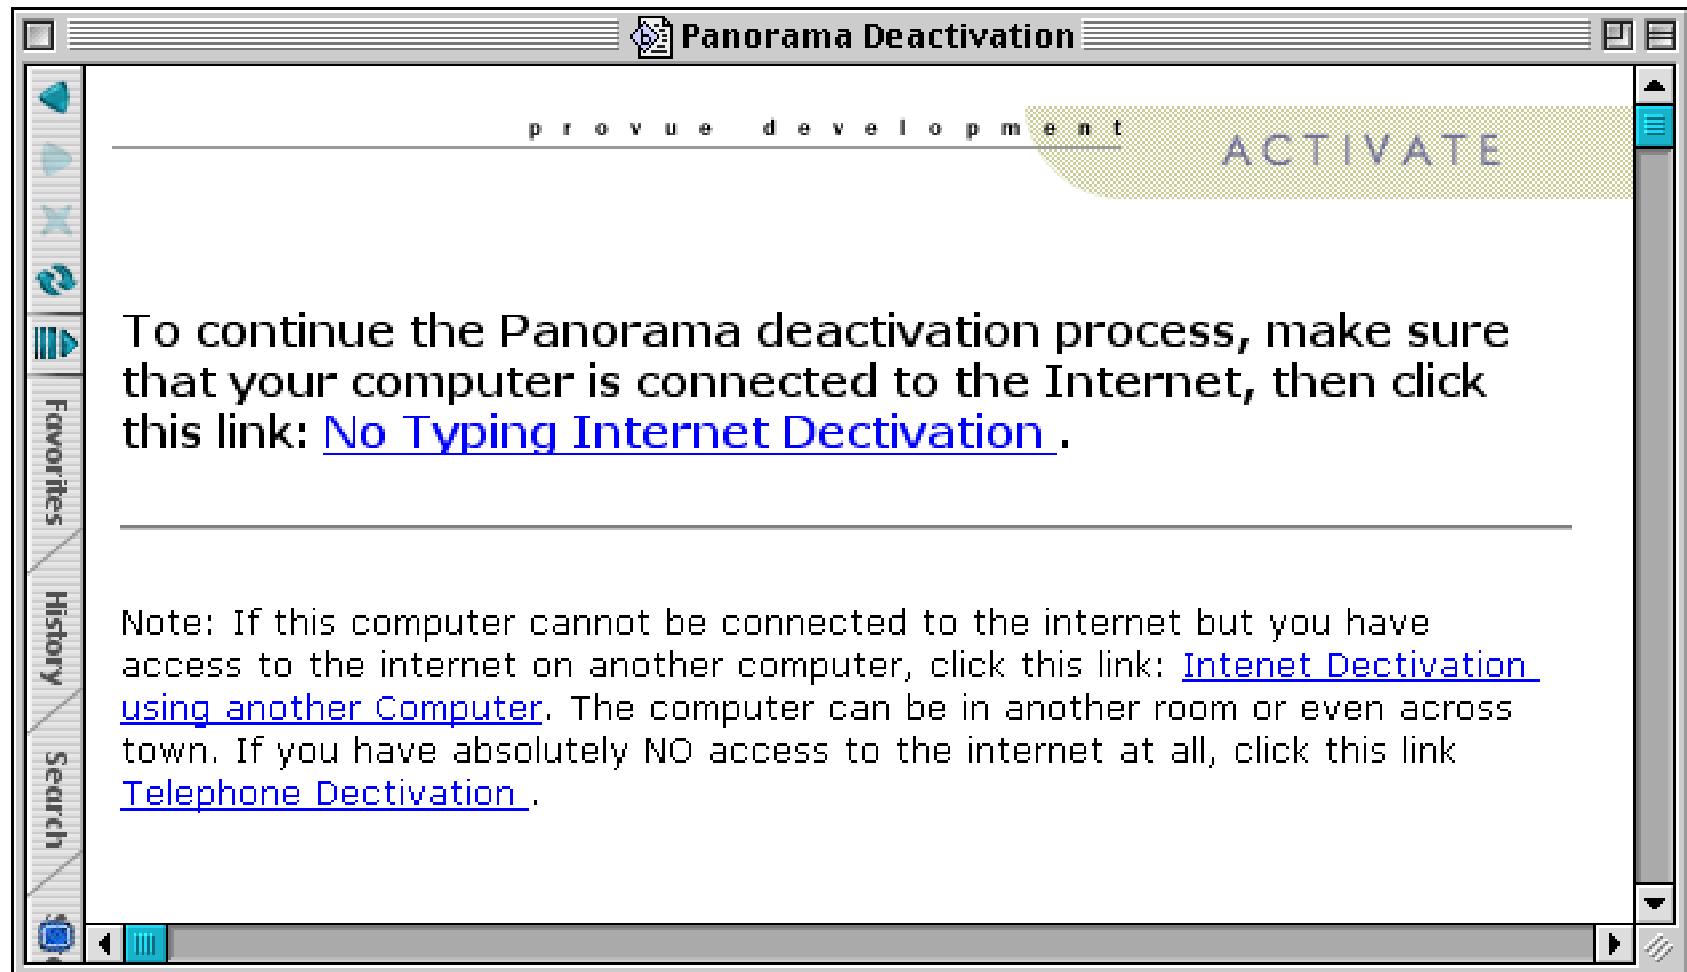 Panorama Deactivation
provue development
ACTIVATE
To continue the Panorama deactivation process, make sure
that your computer is connected to the Internet, then click
this link: No Typing Internet Dectivation .
Note: If this computer cannot be connected to the internet but you have
access to the internet on another computer, click this link: Intenet Dectivation
using another Computer. The computer can be in another room or even across
town. If you have absolutely NO access to the internet at all, click this link
Telephone Dectivation .
Favorites
History
Search